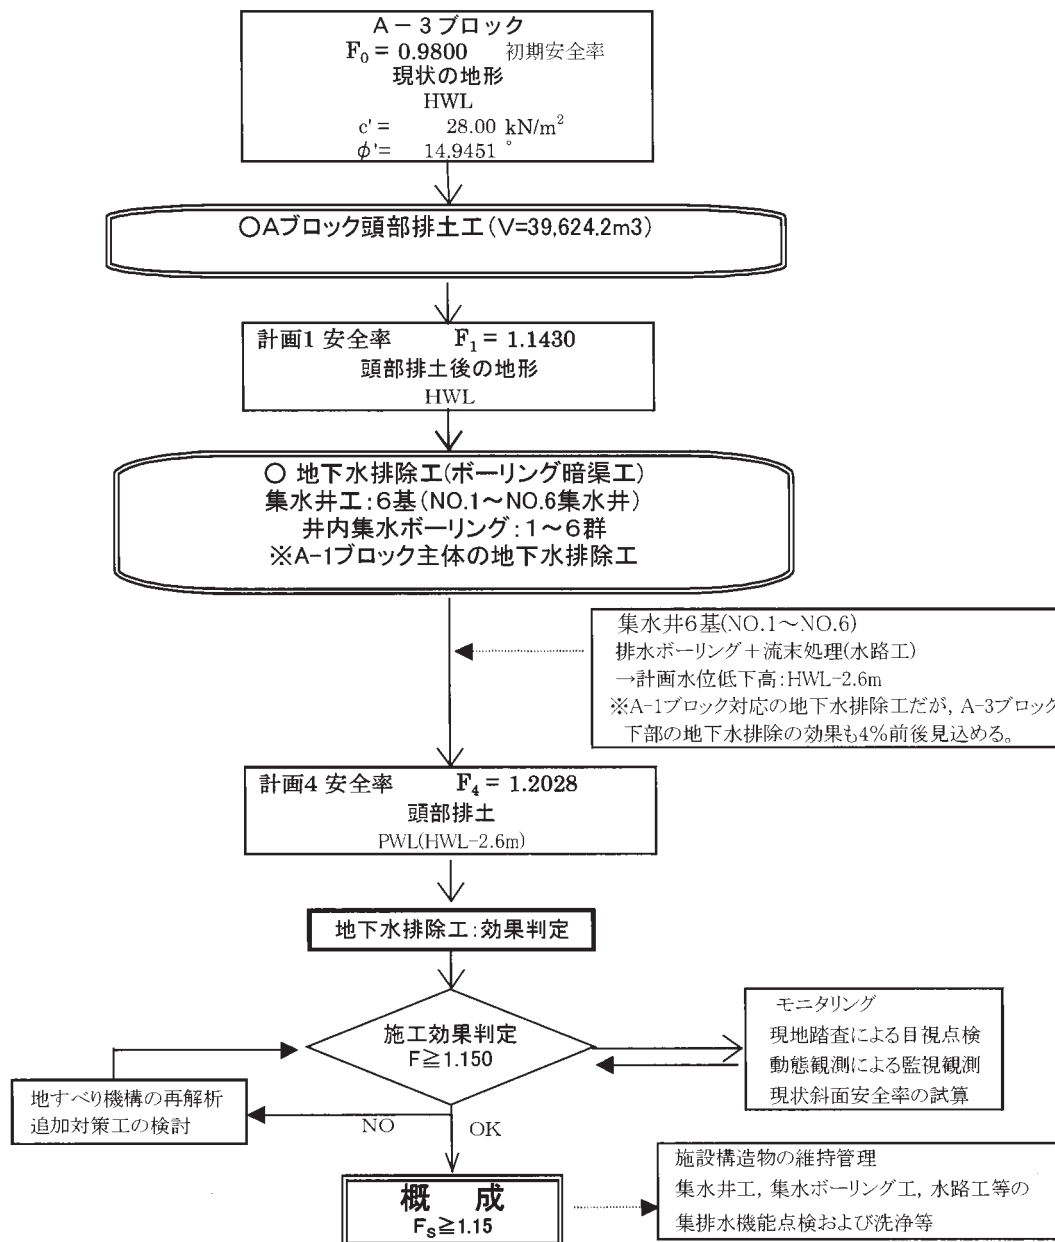 A－3ブロック
F0 = 0.9800 初期安全率
現状の地形
HWL
c' = 28.00 kN/m2
φ'= 14.9451 °
○Aブロック頭部排土工(V=39,624.2m3)
計画1 安全率 F1 = 1.1430
頭部排土後の地形
HWL
○ 地下水排除工(ボーリング暗渠工)
集水井工:6基(NO.1～NO.6集水井)
井内集水ボーリング:1～6群
※A-1ブロック主体の地下水排除工
集水井6基(NO.1～NO.6)
排水ボーリング＋流末処理(水路工)
→計画水位低下高:HWL-2.6m
※A-1ブロック対応の地下水排除工だが, A-3ブロック
下部の地下水排除の効果も4%前後見込める。
計画4 安全率 F4 = 1.2028
頭部排土
PWL(HWL-2.6m)
地下水排除工:効果判定
施工効果判定
F≧1.150
モニタリング
現地踏査による目視点検
動態観測による監視観測
現状斜面安全率の試算
地すべり機構の再解析
追加対策工の検討
NO
OK
概 成
Fs≧1.15
施設構造物の維持管理
集水井工, 集水ボーリング工, 水路工等の
集排水機能点検および洗浄等